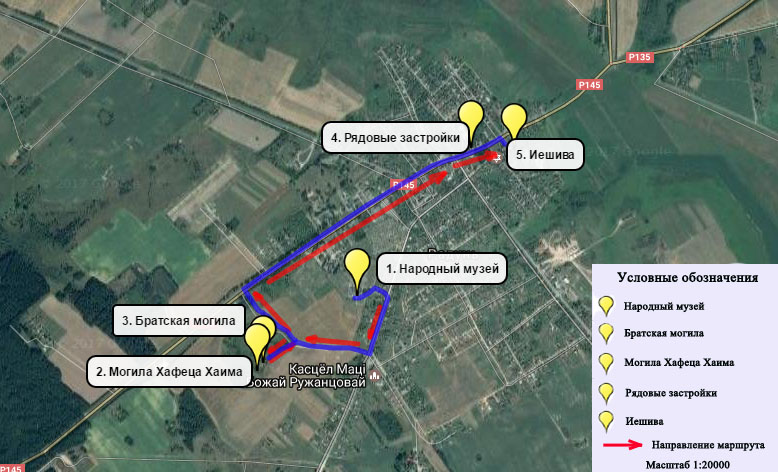 P135
P145
4. Рядовые застройки
5. Иешива
P145
1. Народный музей
3. Братская могила
2. Могила Хафеца Хаима
Касцёл Маці
Божай Ружанцовай
P145
Условные обозначения
Народный музей
Братская могила
Могила Хафеца Хаима
Рядовые застройки
Иешива
Направление маршрута
Масштаб 1:20000